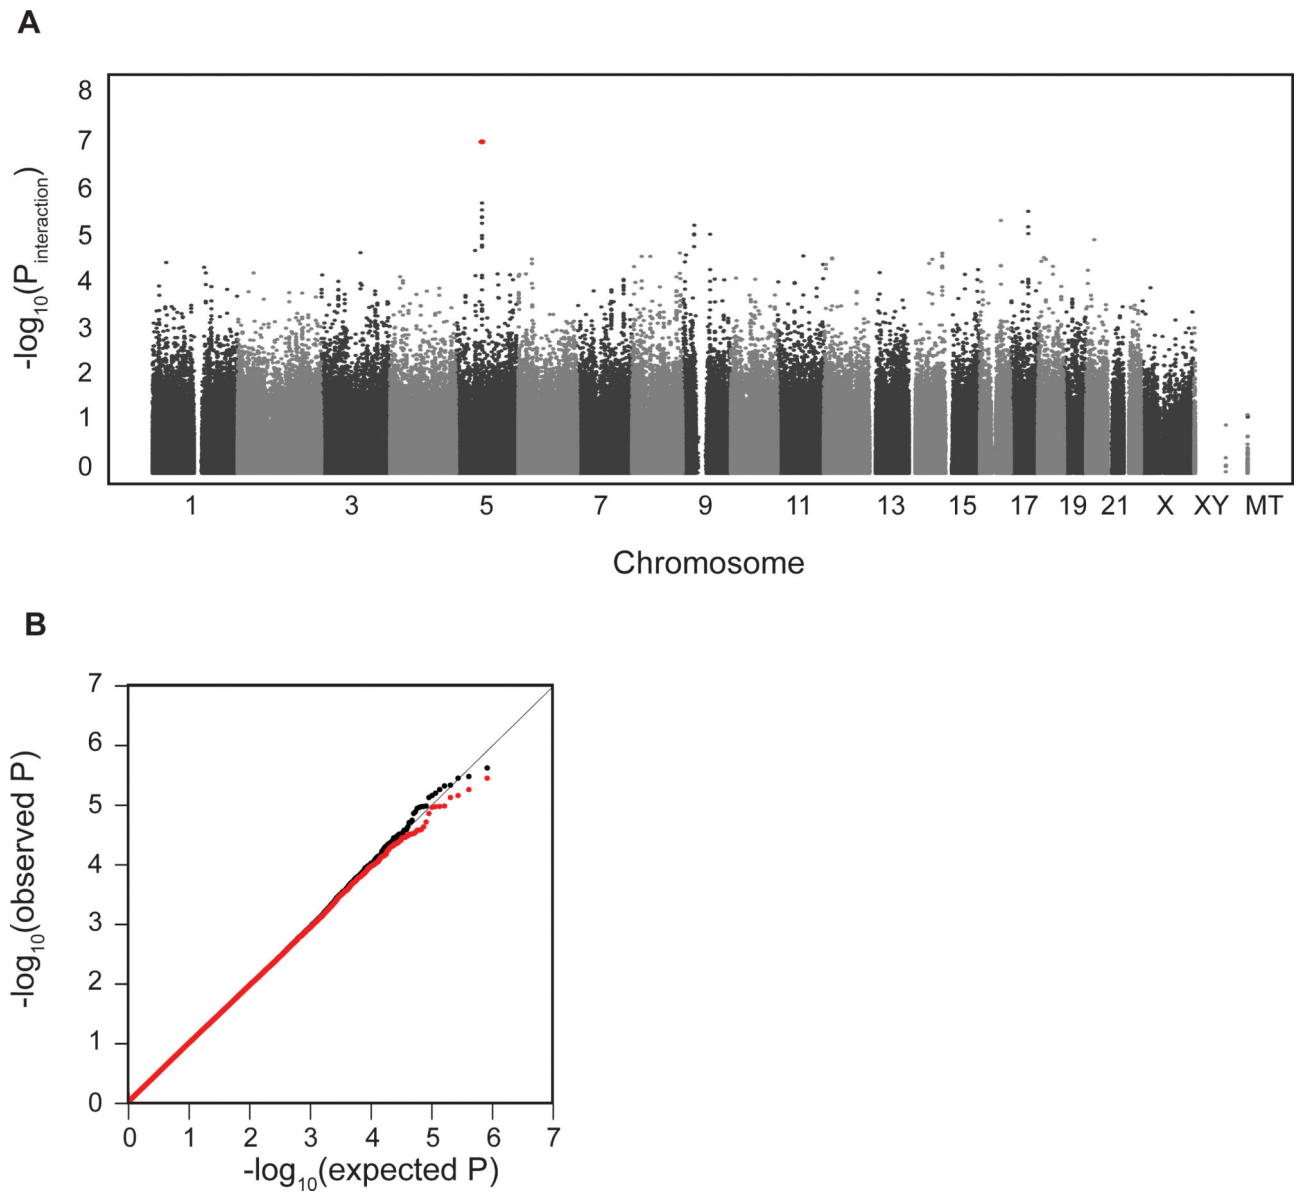 A
8
7
6
5
4
3
2
1
0
-log10(Pinteraction)
1 3 5 7 9 11 13 15 17 19 21 X XY MT
Chromosome
B
7
6
5
4
3
2
1
0
-log10(observed P)
0 1 2 3 4 5 6 7
-log10(expected P)